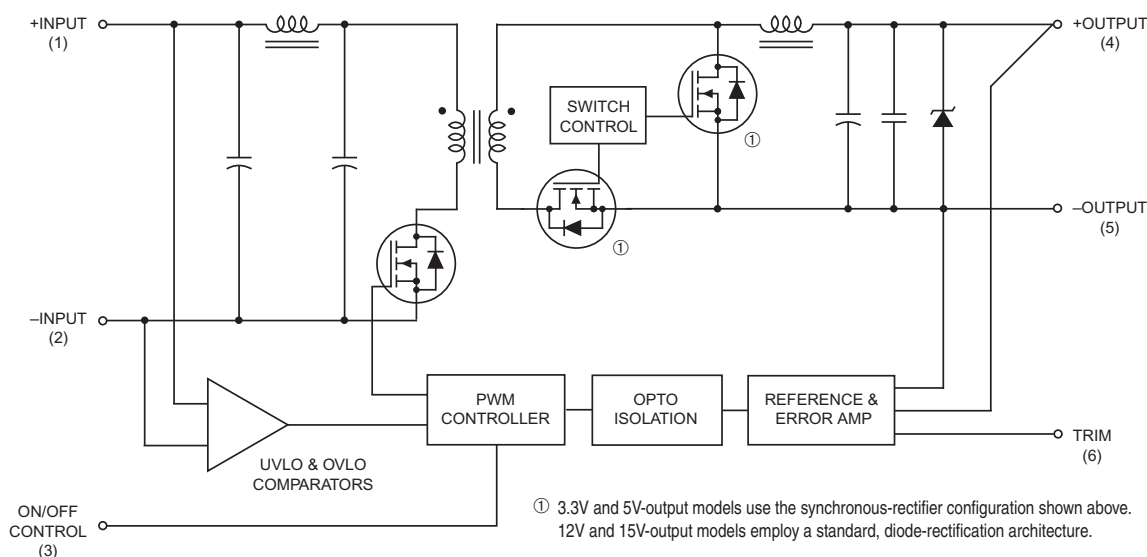 +INPUT
(1)
+OUTPUT
(4)
SWITCH
CONTROL
①
①
–OUTPUT
(5)
–INPUT
(2)
PWM
CONTROLLER
OPTO
ISOLATION
REFERENCE &
ERROR AMP
TRIM
(6)
UVLO & OVLO
COMPARATORS
ON/OFF
CONTROL
(3)
① 3.3V and 5V-output models use the synchronous-rectifier configuration shown above.
12V and 15V-output models employ a standard, diode-rectification architecture.